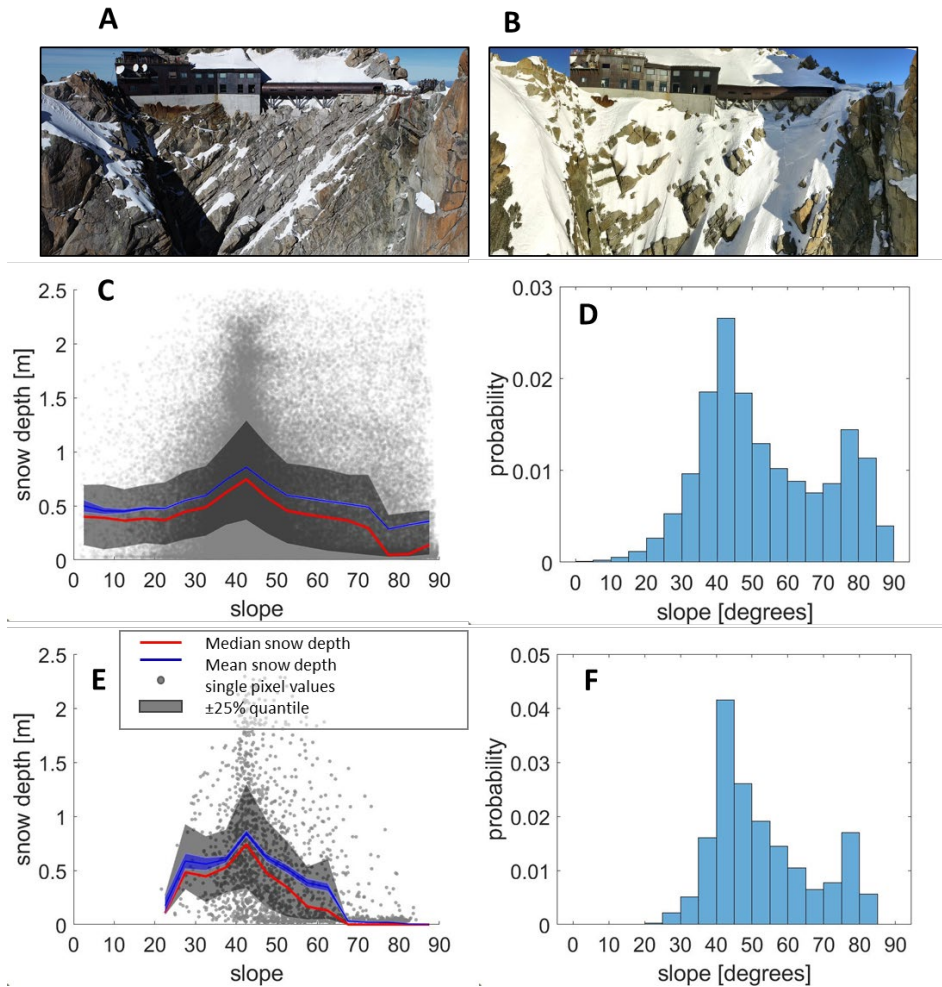 A
B
C
2.5
2
1.5
1
0.5
0
snow depth [m]
0 10 20 30 40 50 60 70 80 90
slope
D
0.03
0.02
0.01
0
probability
0 10 20 30 40 50 60 70 80 90
slope [degrees]
E
2.5
2
1.5
1
0.5
0
snow depth [m]
Median snow depth
Mean snow depth
single pixel values
±25% quantile
0 10 20 30 40 50 60 70 80 90
slope
F
0.05
0.04
0.03
0.02
0.01
0
probability
0 10 20 30 40 50 60 70 80 90
slope [degrees]